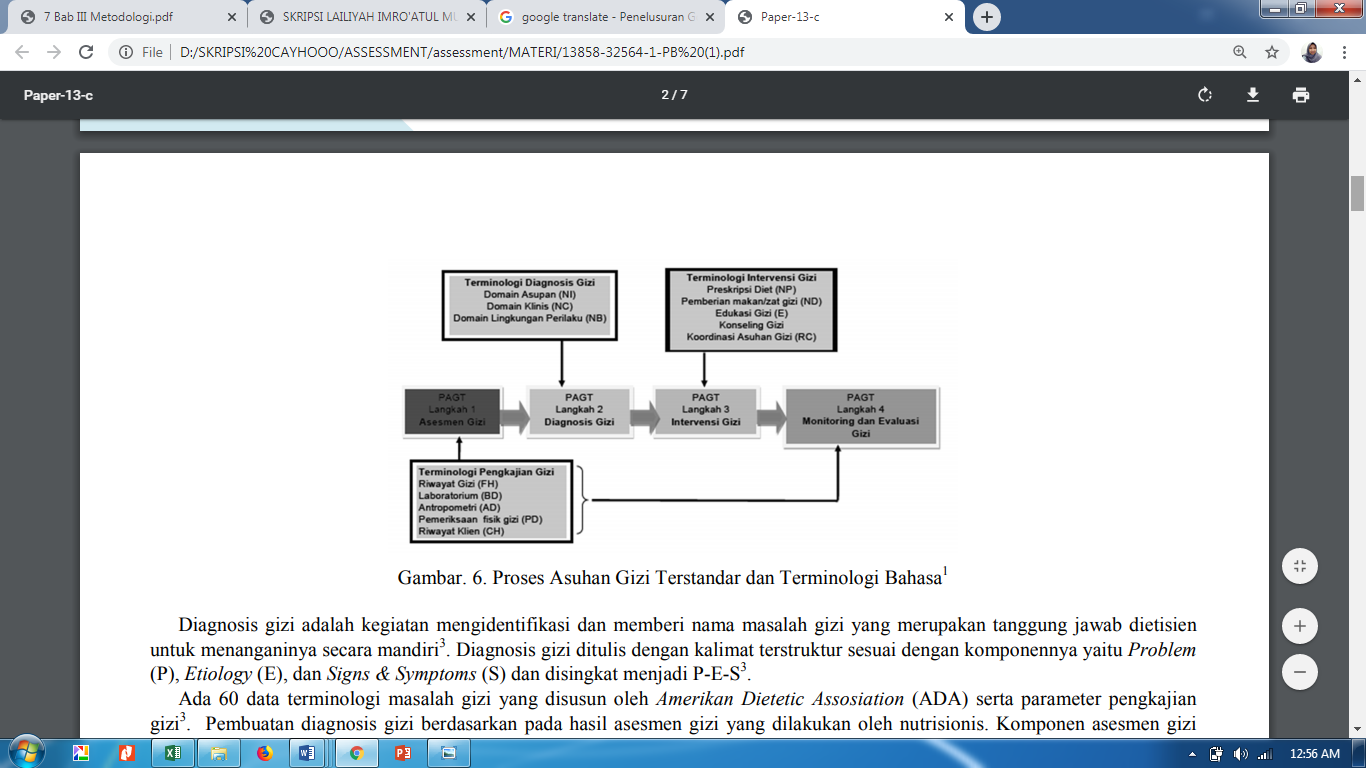 7 Bab III Metodologi.pdf
SKRIPSI LAILIYAH IMRO'ATUL MU
google translate - Penelusuran G
Paper-13-c
File | D:/SKRIPSI%20CAYHOOO/ASSESSMENT/assessment/MATERI/13858-32564-1-PB%20(1).pdf
Paper-13-c
2 / 7
Terminologi Diagnosis Gizi
Domain Asupan (NI)
Domain Klinis (NC)
Domain Lingkungan Perilaku (NB)
Terminologi Intervensi Gizi
Preskripsi Diet (NP)
Pemberian makan/zat gizi (ND)
Edukasi Gizi (E)
Konseling Gizi
Koordinasi Asuhan Gizi (RC)
PAGT
Langkah 1
Asesmen Gizi
PAGT
Langkah 2
Diagnosis Gizi
PAGT
Langkah 3
Intervensi Gizi
PAGT
Langkah 4
Monitoring dan Evaluasi
Gizi
Terminologi Pengkajian Gizi
Riwayat Gizi (FH)
Laboratorium (BD)
Antropometri (AD)
Pemeriksaan fisik gizi (PD)
Riwayat Klien (CH)
Gambar. 6. Proses Asuhan Gizi Terstandar dan Terminologi Bahasa1
Diagnosis gizi adalah kegiatan mengidentifikasi dan memberi nama masalah gizi yang merupakan tanggung jawab dietisien
untuk menanganinya secara mandiri3. Diagnosis gizi ditulis dengan kalimat terstruktur sesuai dengan komponennya yaitu Problem
(P), Etiology (E), dan Signs & Symptoms (S) dan disingkat menjadi P-E-S3.
Ada 60 data terminologi masalah gizi yang disusun oleh Amerikan Dietetic Assosiation (ADA) serta parameter pengkajian
gizi3. Pembuatan diagnosis gizi berdasarkan pada hasil asesmen gizi yang dilakukan oleh nutrisionis. Komponen asesmen gizi
12:56 AM